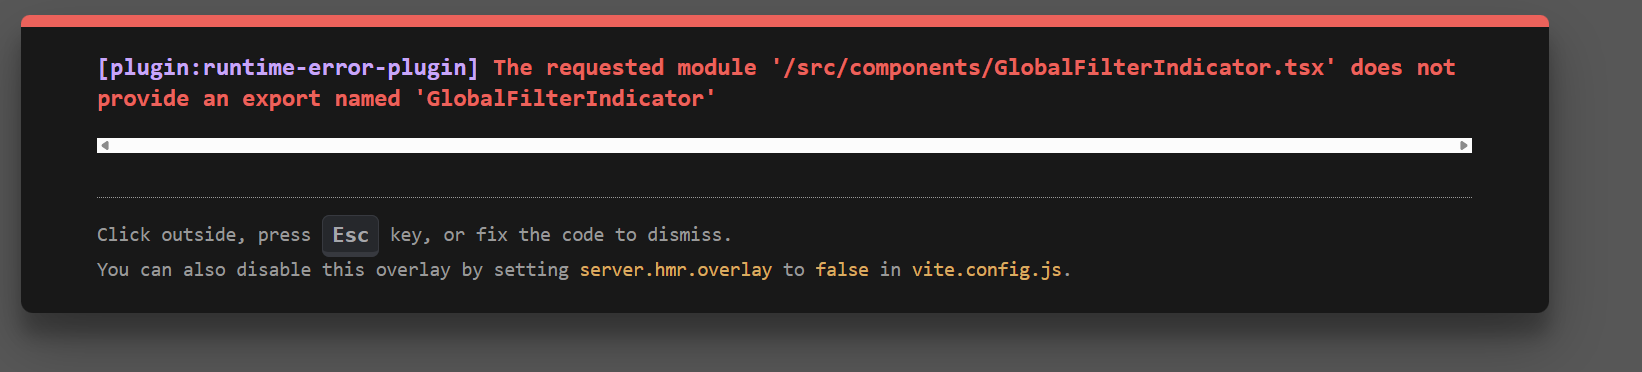 [plugin:runtime-error-plugin] The requested module '/src/components/GlobalFilterIndicator.tsx' does not
provide an export named 'GlobalFilterIndicator'
Click outside, press Esc key, or fix the code to dismiss.
You can also disable this overlay by setting server.hmr.overlay to false in vite.config.js.